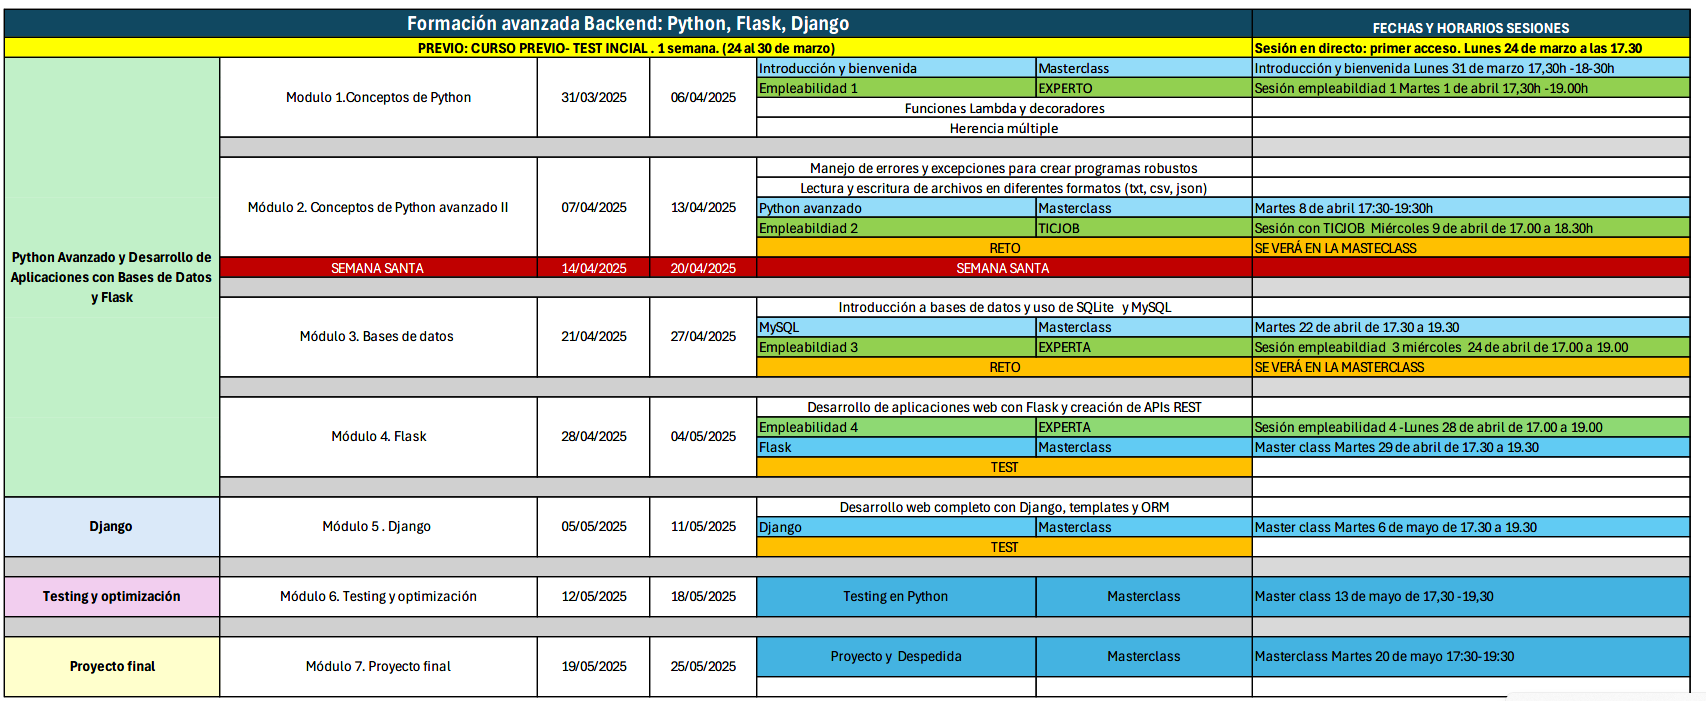 Formación avanzada Backend: Python, Flask, Django
FECHAS Y HORARIOS SESIONES
PREVIO: CURSO PREVIO- TEST INCIAL . 1 semana. (24 al 30 de marzo)
Sesión en directo: primer acceso. Lunes 24 de marzo a las 17.30
Python Avanzado y Desarrollo de
Aplicaciones con Bases de Datos
y Flask
Modulo 1.Conceptos de Python
31/03/2025
06/04/2025
Introducción y bienvenida
Masterclass
Introducción y bienvenida Lunes 31 de marzo 17,30h -18-30h
Empleabilidad 1
EXPERTO
Sesión empleabildiad 1 Martes 1 de abril 17,30h -19.00h
Funciones Lambda y decoradores
Herencia múltiple
Módulo 2. Conceptos de Python avanzado II
07/04/2025
13/04/2025
Manejo de errores y excepciones para crear programas robustos
Lectura y escritura de archivos en diferentes formatos (txt, csv, json)
Python avanzado
Masterclass
Martes 8 de abril 17:30-19:30h
Empleabildiad 2
TICJOB
Sesión con TICJOB Miércoles 9 de abril de 17.00 a 18.30h
RETO
SE VERÁ EN LA MASTECLASS
SEMANA SANTA
14/04/2025
20/04/2025
SEMANA SANTA
Módulo 3. Bases de datos
21/04/2025
27/04/2025
Introducción a bases de datos y uso de SQLite y MySQL
MySQL
Masterclass
Martes 22 de abril de 17.30 a 19.30
Empleabildiad 3
EXPERTA
Sesión empleabildiad 3 miércoles 24 de abril de 17.00 a 19.00
RETO
SE VERÁ EN LA MASTERCLASS
Módulo 4. Flask
28/04/2025
04/05/2025
Desarrollo de aplicaciones web con Flask y creación de APIs REST
Empleabilidad 4
EXPERTA
Sesión empleabilidad 4 -Lunes 28 de abril de 17.00 a 19.00
Flask
Masterclass
Master class Martes 29 de abril de 17.30 a 19.30
TEST
Django
Módulo 5 . Django
05/05/2025
11/05/2025
Desarrollo web completo con Django, templates y ORM
Django
Masterclass
Master class Martes 6 de mayo de 17.30 a 19.30
TEST
Testing y optimización
Módulo 6. Testing y optimización
12/05/2025
18/05/2025
Testing en Python
Masterclass
Master class 13 de mayo de 17,30 -19,30
Proyecto final
Módulo 7. Proyecto final
19/05/2025
25/05/2025
Proyecto y Despedida
Masterclass
Masterclass Martes 20 de mayo 17:30-19:30